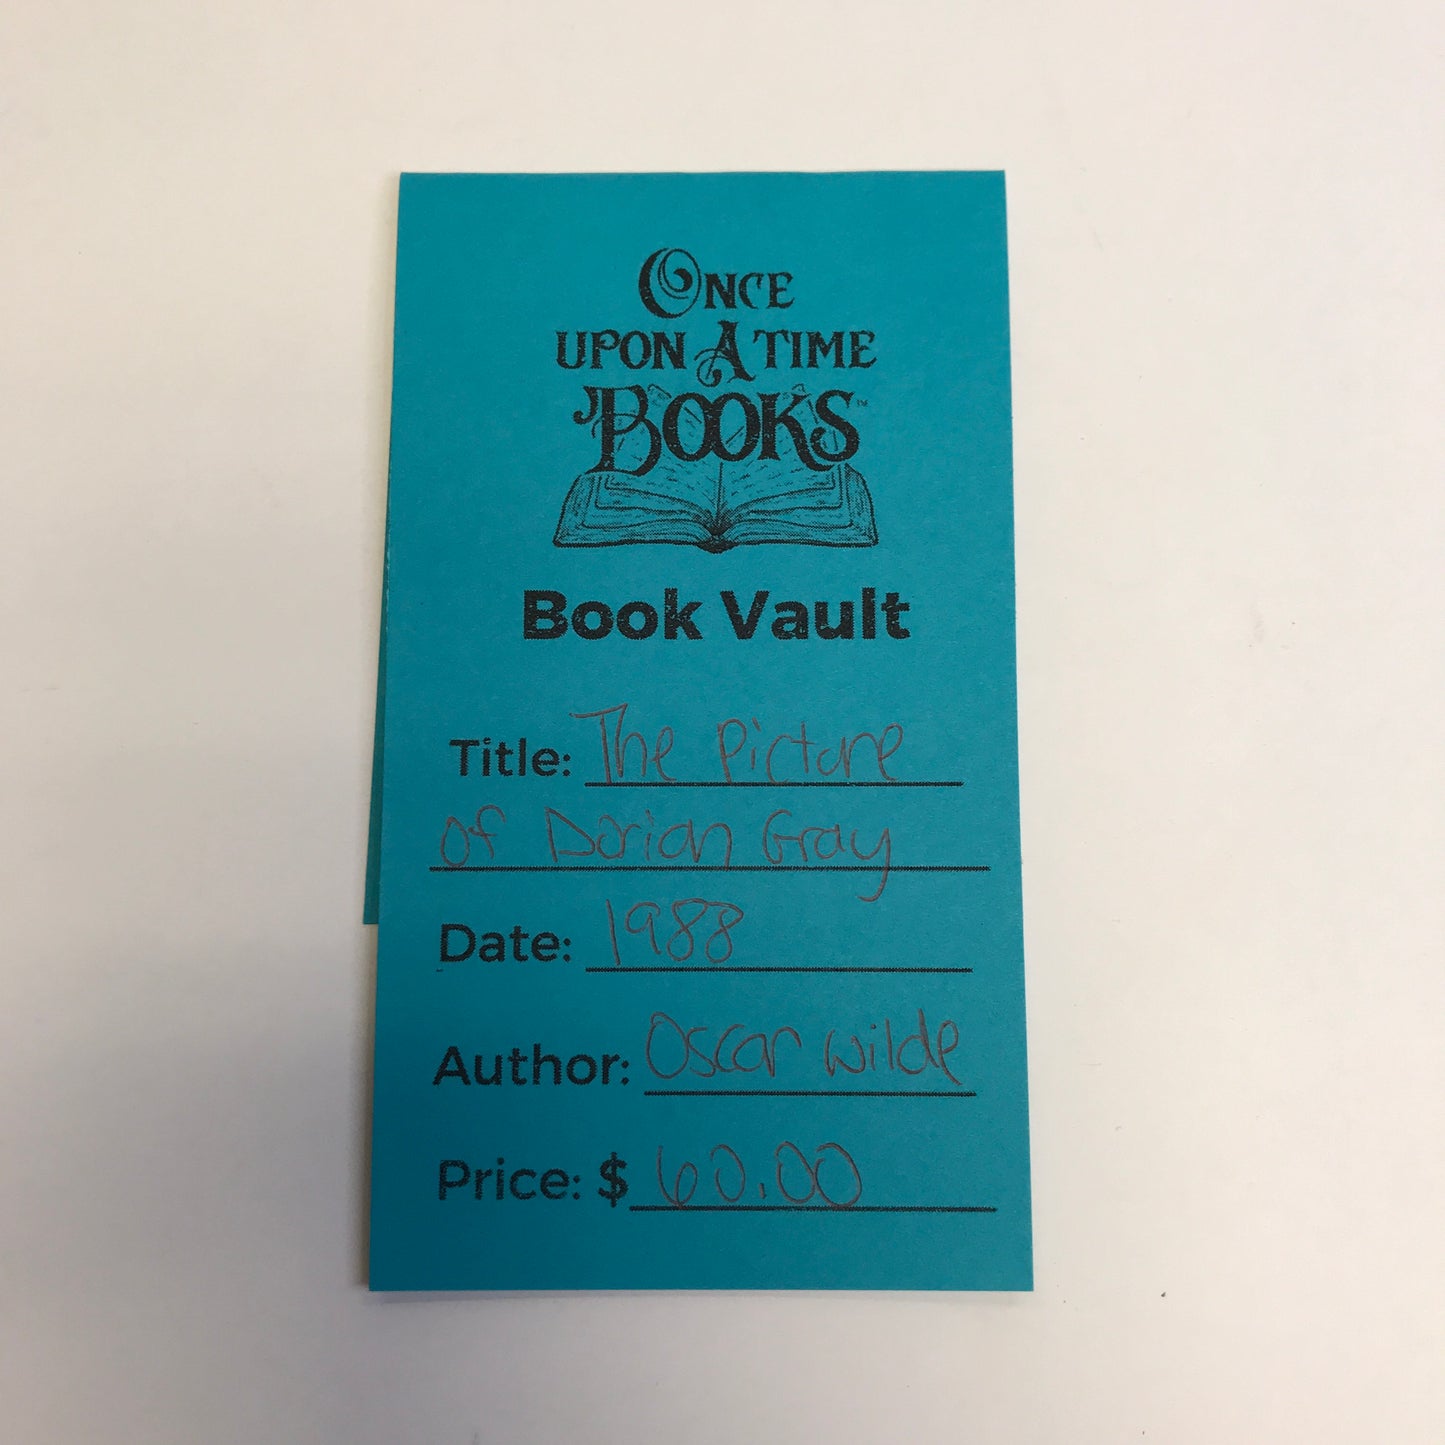 ONCE
UPON A TIME
BOOKS™
Book Vault
Title: The Picture
of Dorian Gray
Date: 1988
Author: Oscar Wilde
Price: $ 60.00